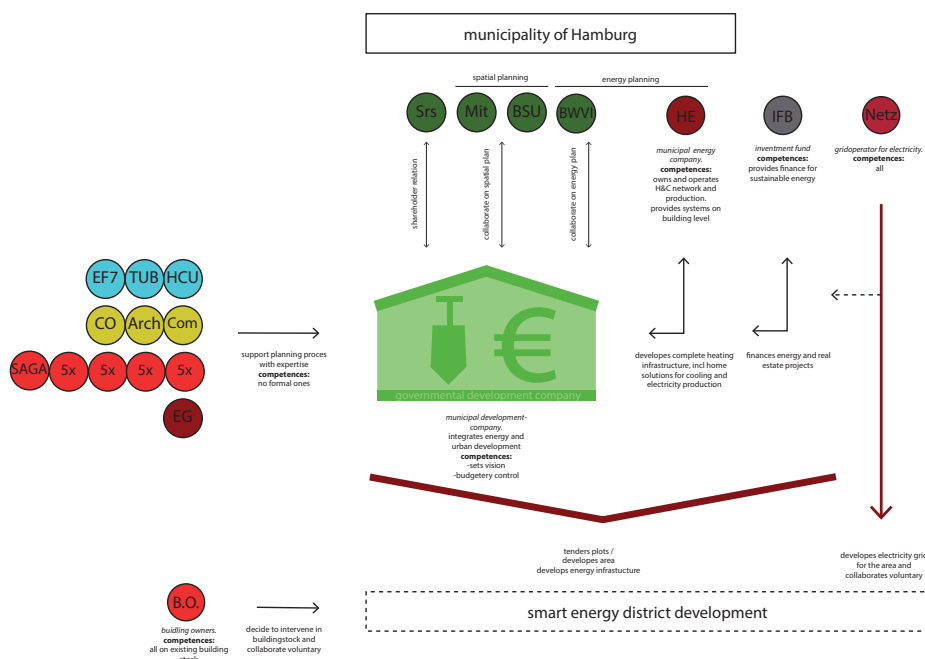 municipality of Hamburg
spatial planning
energy planning
Srs
Mit
BSU
BWVi
HE
IFB
Netz
shareholder relation
collaborate on spatial plan
collaborate on energy plan
municipal energy
company.
competences:
owns and operates
H&C network and
production.
provides systems on
building level
inventment fund
competences:
provides finance for
sustainable energy
gridoperator for electricity.
competences:
all
EF7
TUB
HCU
CO
Arch
Com
SAGA
5x
5x
5x
5x
EG
support planning proces
with expertise
competences:
no formal ones
governmental development company
developes complete heating
infrastructure, incl home
solutions for cooling and
electricity production
finances energy and real
estate projects
municipal development-
company.
integrates energy and
urban development
competences:
-sets vision
-budgetery control
tenders plots /
developes area
develops energy infrastucture
developes electricity grid
for the area and
collaborates voluntary
B.O.
buidling owners.
competences:
all on existing building
stock
decide to intervene in
buildingstock and
collaborate voluntary
smart energy district development